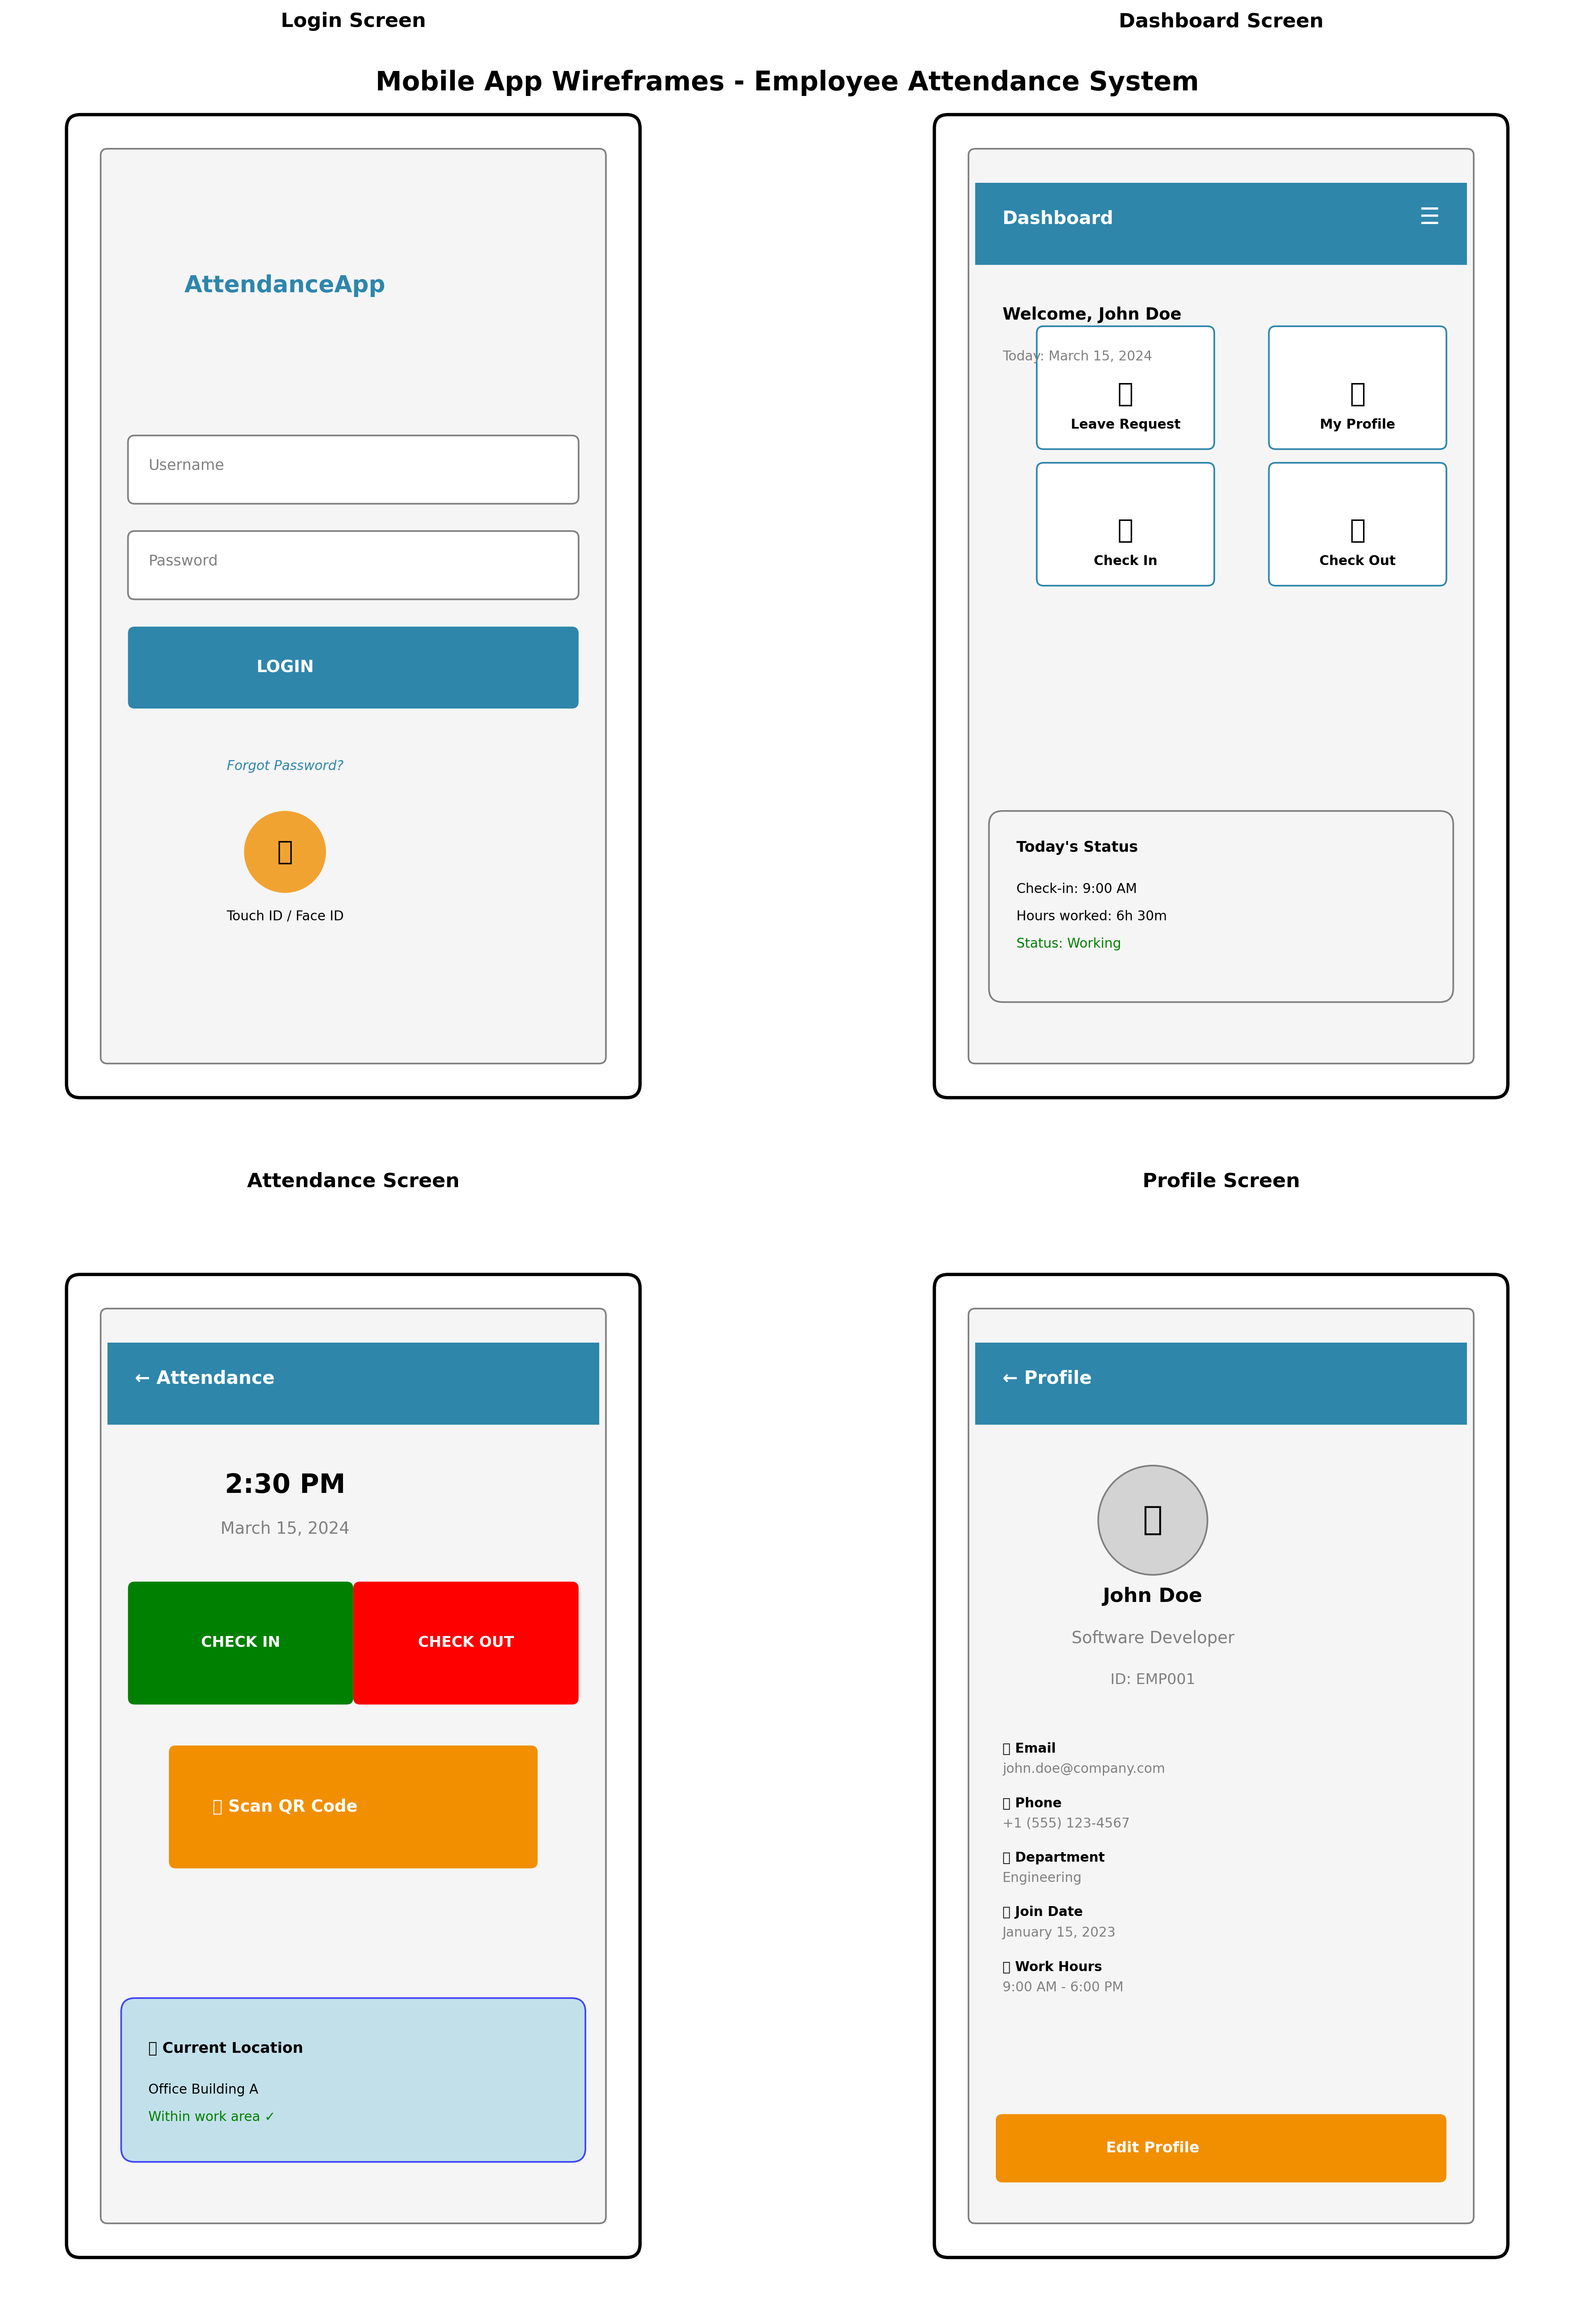 Login Screen
Dashboard Screen
Mobile App Wireframes - Employee Attendance System
AttendanceApp
Username
Password
LOGIN
Forgot Password?
Touch ID / Face ID
Dashboard ☰
Welcome, John Doe
Today: March 15, 2024
Leave Request
My Profile
Check In
Check Out
Today's Status
Check-in: 9:00 AM
Hours worked: 6h 30m
Status: Working
Attendance Screen
← Attendance
2:30 PM
March 15, 2024
CHECK IN
CHECK OUT
Scan QR Code
Current Location
Office Building A
Within work area ✓
Profile Screen
← Profile
John Doe
Software Developer
ID: EMP001
Email
john.doe@company.com
Phone
+1 (555) 123-4567
Department
Engineering
Join Date
January 15, 2023
Work Hours
9:00 AM - 6:00 PM
Edit Profile